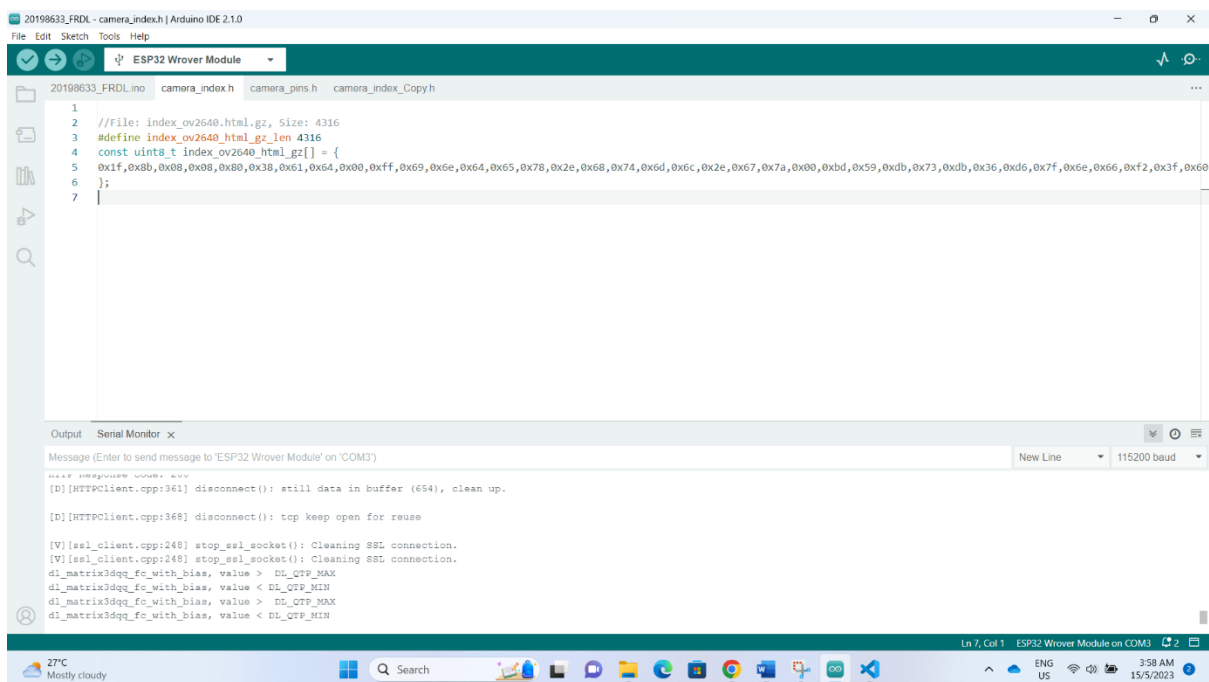 20198633_FRDL - camera_index.h | Arduino IDE 2.1.0
File Edit Sketch Tools Help
ESP32 Wrover Module
20198633_FRDL.ino camera_index.h camera_pins.h camera_index_Copy.h
1
2 //File: index_ov2640.html.gz, Size: 4316
3 #define index_ov2640_html_gz_len 4316
4 const uint8_t index_ov2640_html_gz[] = {
5 0x1f,0x8b,0x08,0x08,0x80,0x38,0x61,0x64,0x00,0xff,0x69,0x6e,0x64,0x65,0x78,0x2e,0x68,0x74,0x6d,0x6c,0x2e,0x67,0x7a,0x00,0xbd,0x59,0xdb,0x73,0xdb,0x36,0xd6,0x7f,0x6e,0x66,0xf2,0x3f,0x60
6 };
7
Output Serial Monitor x
Message (Enter to send message to 'ESP32 Wrover Module' on 'COM3')
New Line 115200 baud
HTTP Response code: 200
[D][HTTPClient.cpp:361] disconnect(): still data in buffer (654), clean up.
[D][HTTPClient.cpp:368] disconnect(): tcp keep open for reuse
[V][ssl_client.cpp:248] stop_ssl_socket(): Cleaning SSL connection.
[V][ssl_client.cpp:248] stop_ssl_socket(): Cleaning SSL connection.
dl_matrix3dqq_fc_with_bias, value > DL_QTP_MAX
dl_matrix3dqq_fc_with_bias, value < DL_QTP_MIN
dl_matrix3dqq_fc_with_bias, value > DL_QTP_MAX
dl_matrix3dqq_fc_with_bias, value < DL_QTP_MIN
Ln 7, Col 1 ESP32 Wrover Module on COM3 2
27°C
Mostly cloudy
Search
ENG
US
3:58 AM
15/5/2023
2